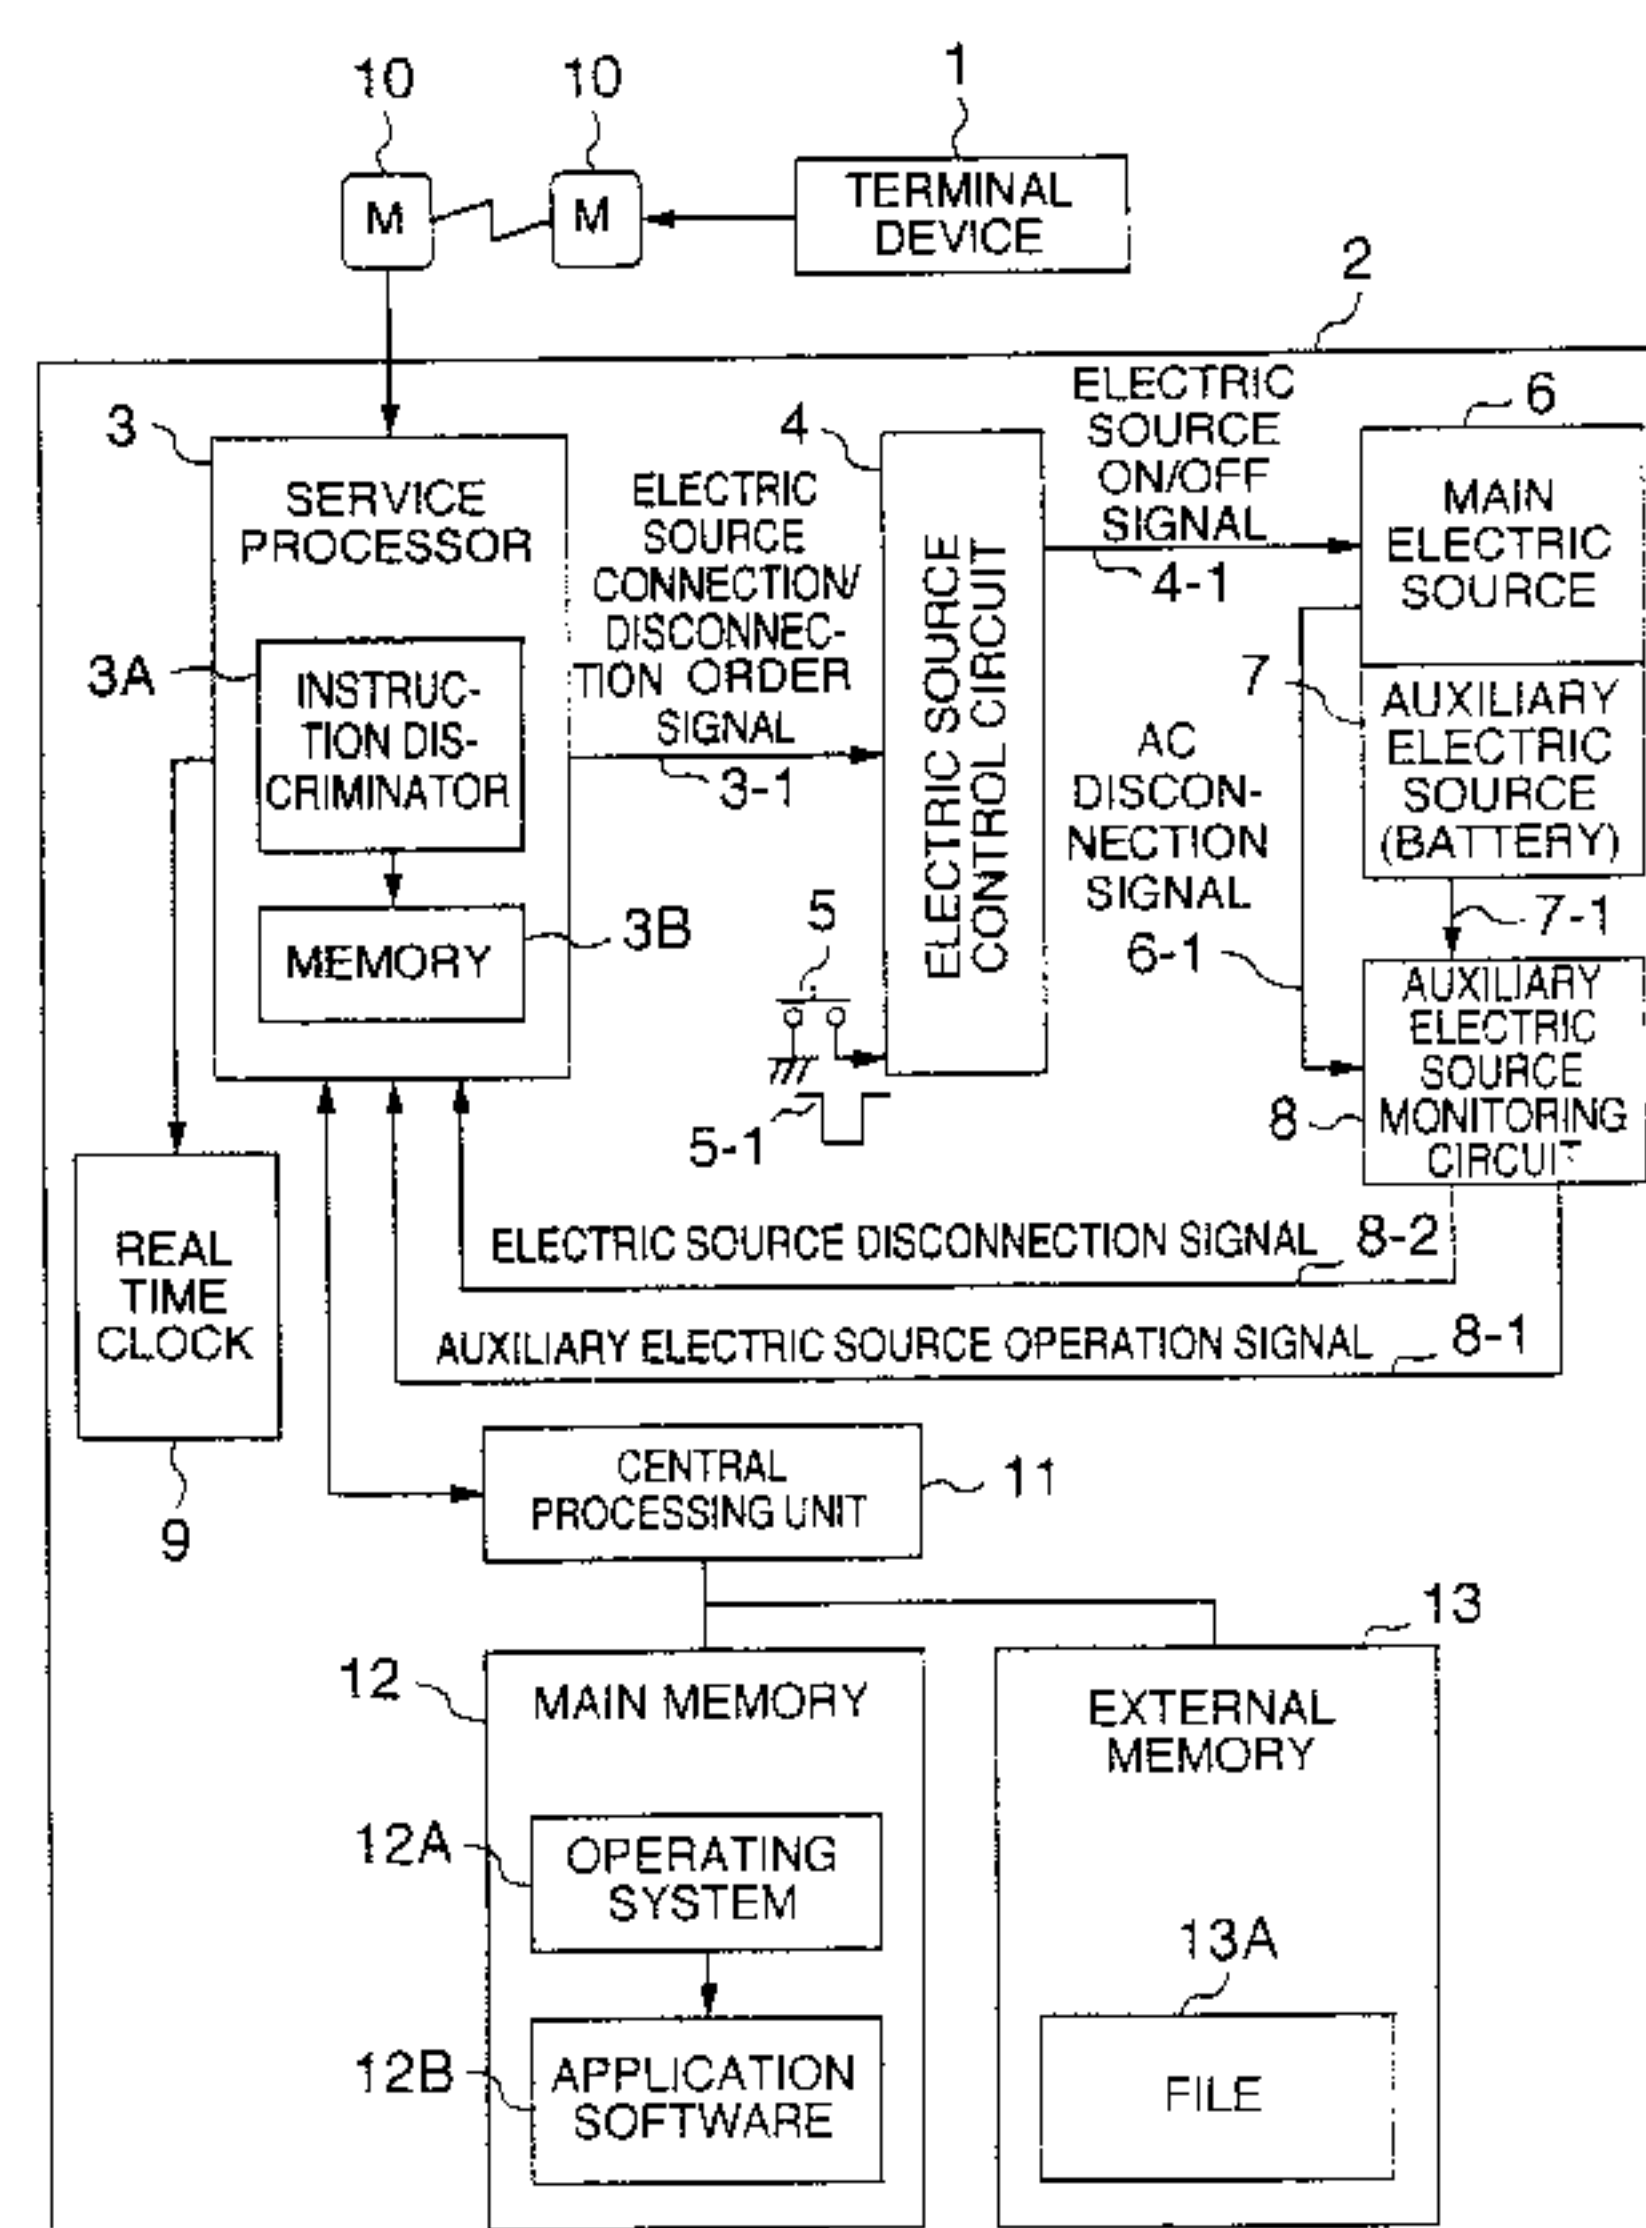 10
10
1
M
M
TERMINAL
DEVICE
2
3
SERVICE
PROCESSOR
3A
INSTRUC-
TION DIS-
CRIMINATOR
MEMORY
3B
ELECTRIC
SOURCE
CONNECTION/
DISCONNEC-
TION ORDER
SIGNAL
3-1
4
ELECTRIC SOURCE
CONTROL CIRCUIT
5
5-1
ELECTRIC
SOURCE
ON/OFF
SIGNAL
4-1
6
MAIN
ELECTRIC
SOURCE
7
AUXILIARY
ELECTRIC
SOURCE
(BATTERY)
AC
DISCON-
NECTION
SIGNAL
6-1
7-1
8
AUXILIARY
ELECTRIC
SOURCE
MONITORING
CIRCUIT
ELECTRIC SOURCE DISCONNECTION SIGNAL
8-2
AUXILIARY ELECTRIC SOURCE OPERATION SIGNAL
8-1
REAL
TIME
CLOCK
9
CENTRAL
PROCESSING UNIT
11
12
MAIN MEMORY
12A
OPERATING
SYSTEM
12B
APPLICATION
SOFTWARE
13
EXTERNAL
MEMORY
13A
FILE